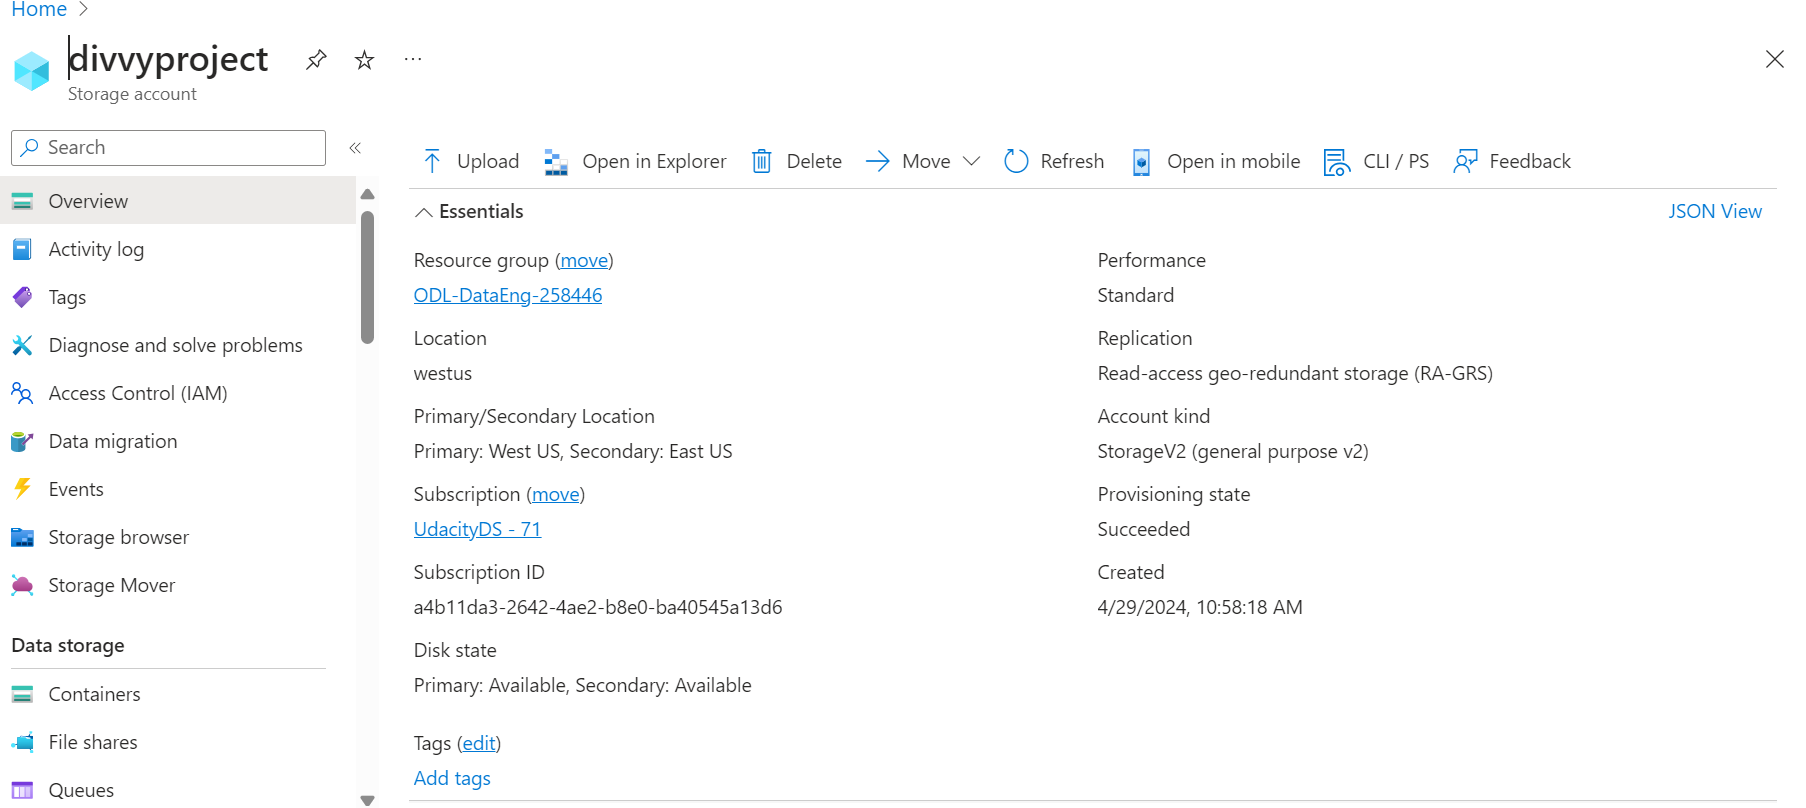 Home
divvyproject
Storage account
Search
Upload
Open in Explorer
Delete
Move
Refresh
Open in mobile
CLI / PS
Feedback
Overview
Activity log
Tags
Diagnose and solve problems
Access Control (IAM)
Data migration
Events
Storage browser
Storage Mover
Data storage
Containers
File shares
Queues
Essentials
JSON View
Resource group (move)
ODL-DataEng-258446
Location
westus
Primary/Secondary Location
Primary: West US, Secondary: East US
Subscription (move)
UdacityDS - 71
Subscription ID
a4b11da3-2642-4ae2-b8e0-ba40545a13d6
Disk state
Primary: Available, Secondary: Available
Tags (edit)
Add tags
Performance
Standard
Replication
Read-access geo-redundant storage (RA-GRS)
Account kind
StorageV2 (general purpose v2)
Provisioning state
Succeeded
Created
4/29/2024, 10:58:18 AM